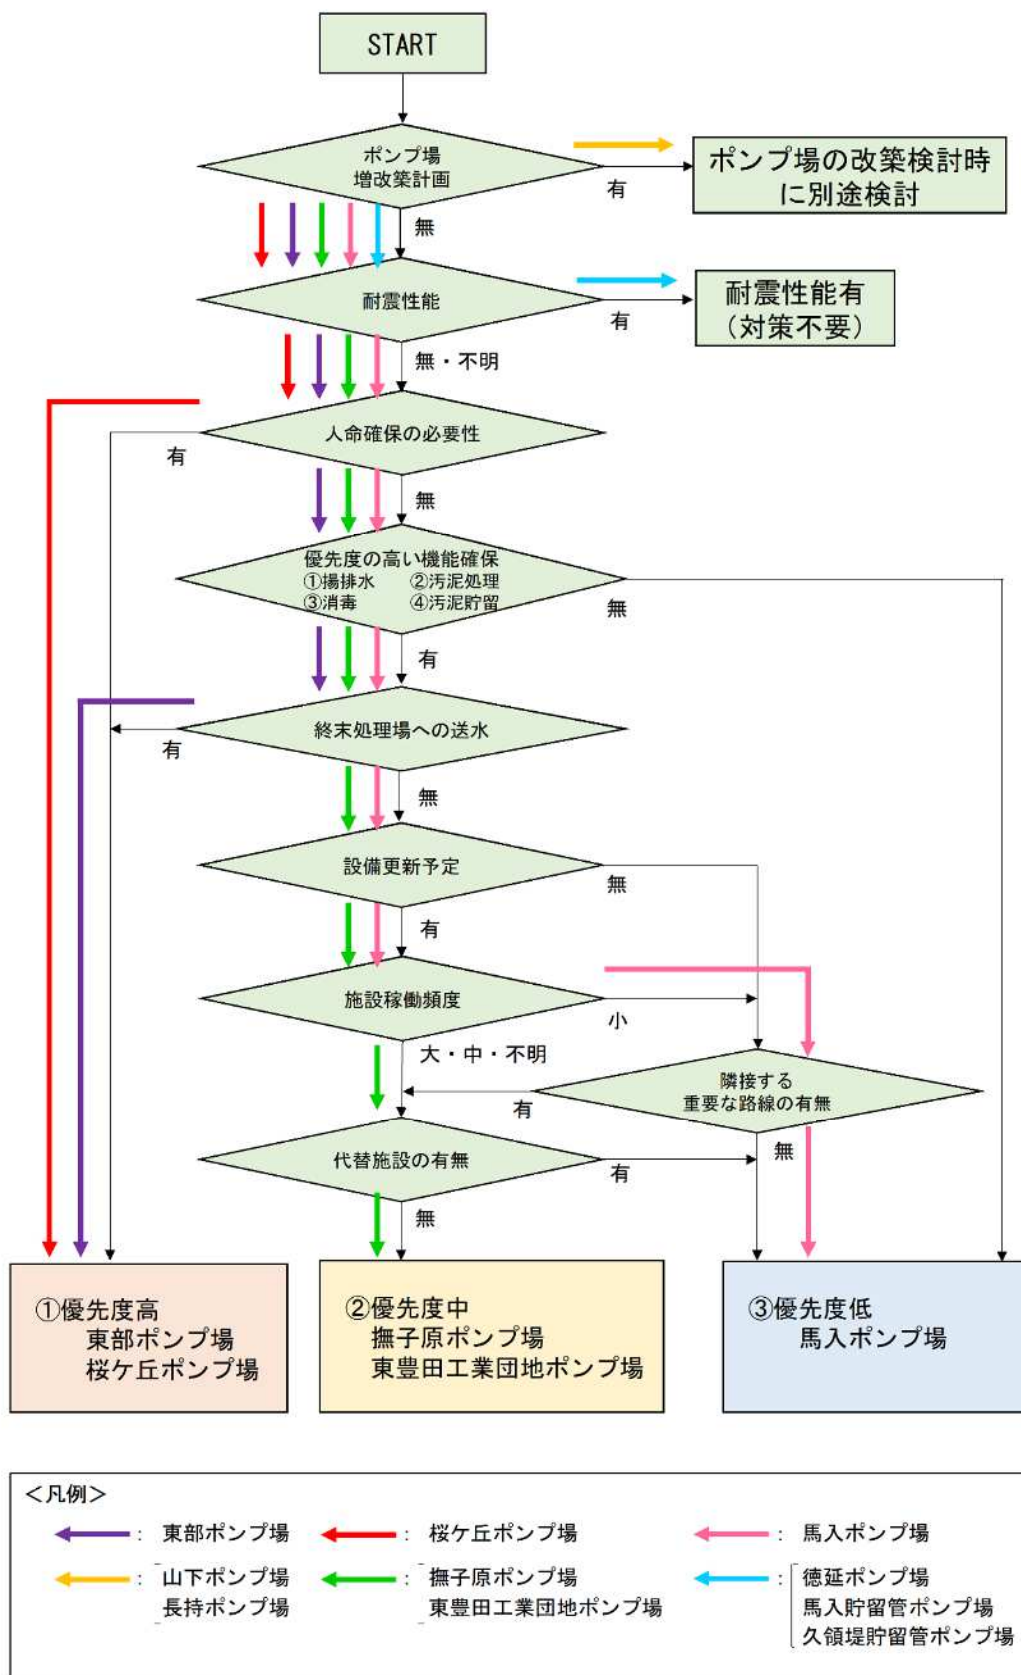 START
ポンプ場
増改築計画
有
ポンプ場の改築検討時
に別途検討
無
耐震性能
有
耐震性能有
（対策不要）
無・不明
人命確保の必要性
有
無
優先度の高い機能確保
①揚排水 ②汚泥処理
③消毒 ④汚泥貯留
無
有
終末処理場への送水
有
無
設備更新予定
無
有
施設稼働頻度
小
大・中・不明
隣接する
重要な路線の有無
有
無
代替施設の有無
有
無
①優先度高
東部ポンプ場
桜ケ丘ポンプ場
②優先度中
撫子原ポンプ場
東豊田工業団地ポンプ場
③優先度低
馬入ポンプ場
＜凡例＞
： 東部ポンプ場
： 桜ケ丘ポンプ場
： 馬入ポンプ場
： 山下ポンプ場
長持ポンプ場
： 撫子原ポンプ場
東豊田工業団地ポンプ場
： 徳延ポンプ場
馬入貯留管ポンプ場
久領堤貯留管ポンプ場